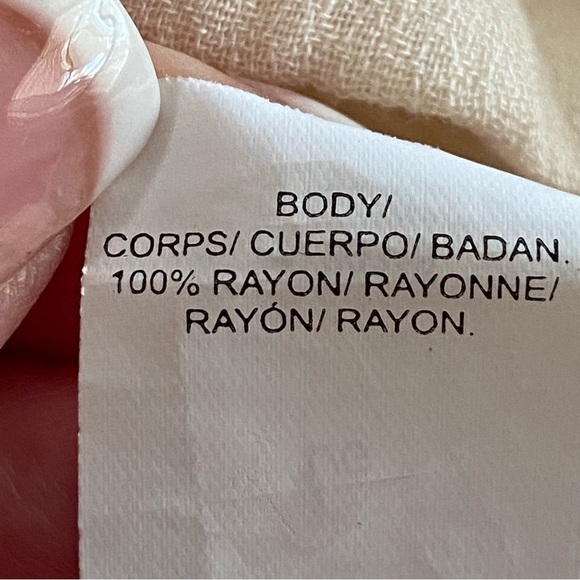 BODY/
CORPS/ CUERPO/ BADAN.
100% RAYON/ RAYONNE/
RAYÓN/ RAYON.